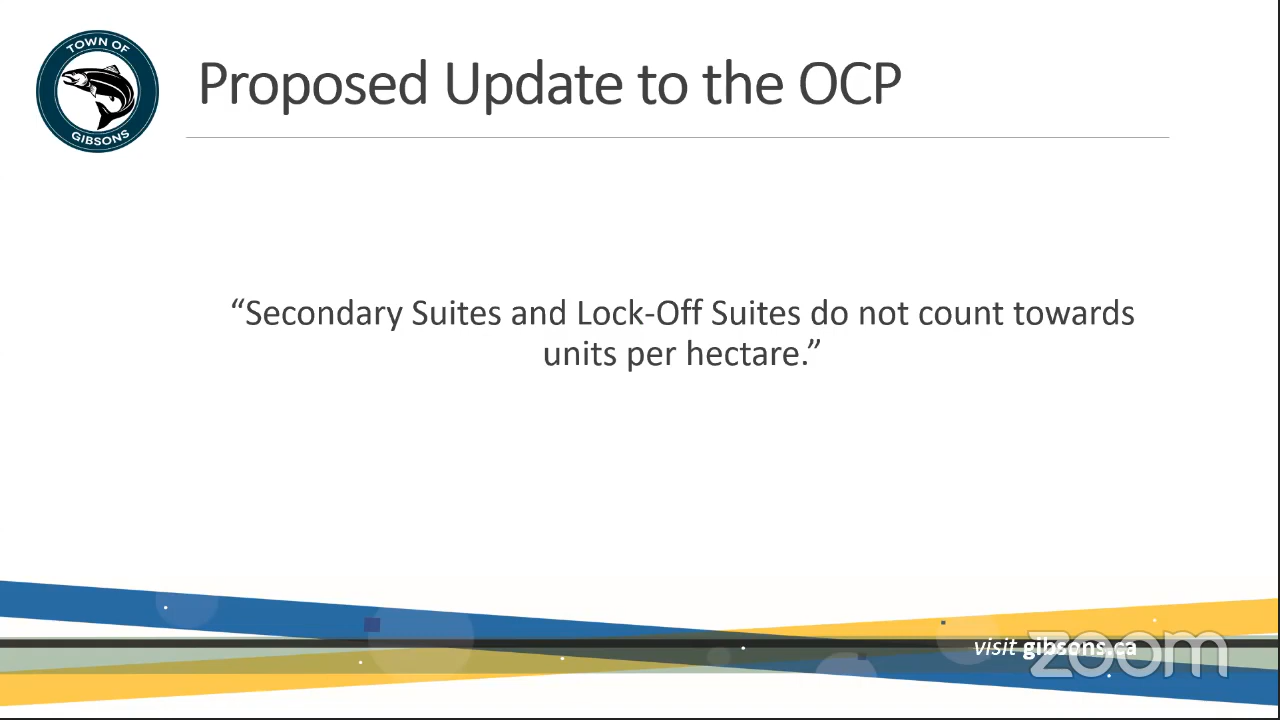 TOWN OF
GIBSONS
Proposed Update to the OCP
“Secondary Suites and Lock-Off Suites do not count towards
units per hectare.”
visit gibsons.ca
zoom